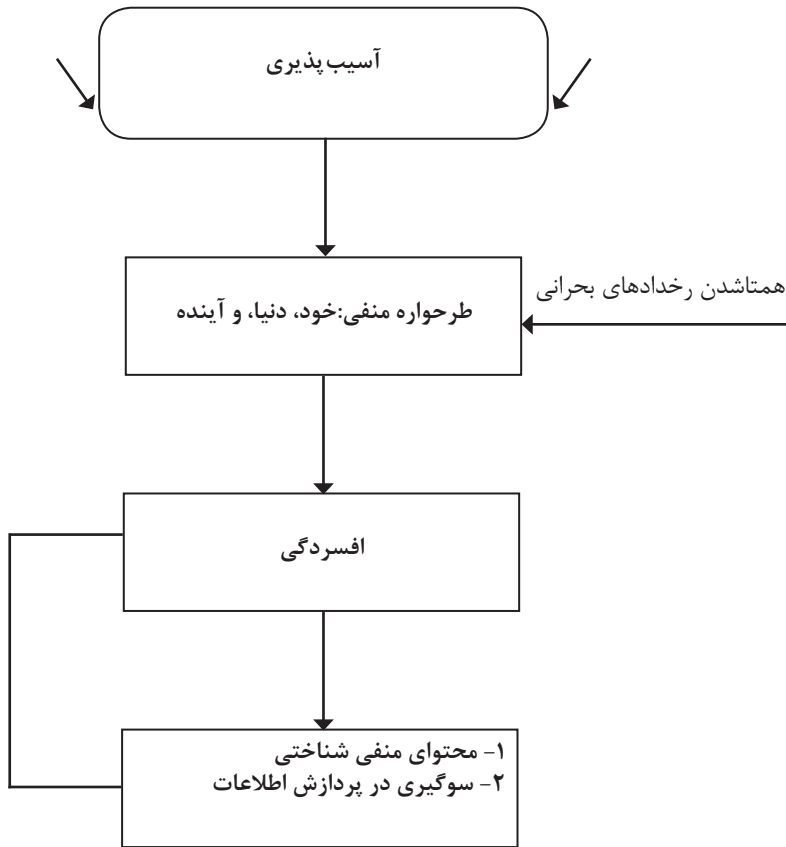 آسیب‌پذیری
همتاشدن رخدادهای بحرانی
طرحواره منفی:خود، دنیا، و آینده
افسردگی
۱- محتوای منفی شناختی
۲- سوگیری در پردازش اطلاعات